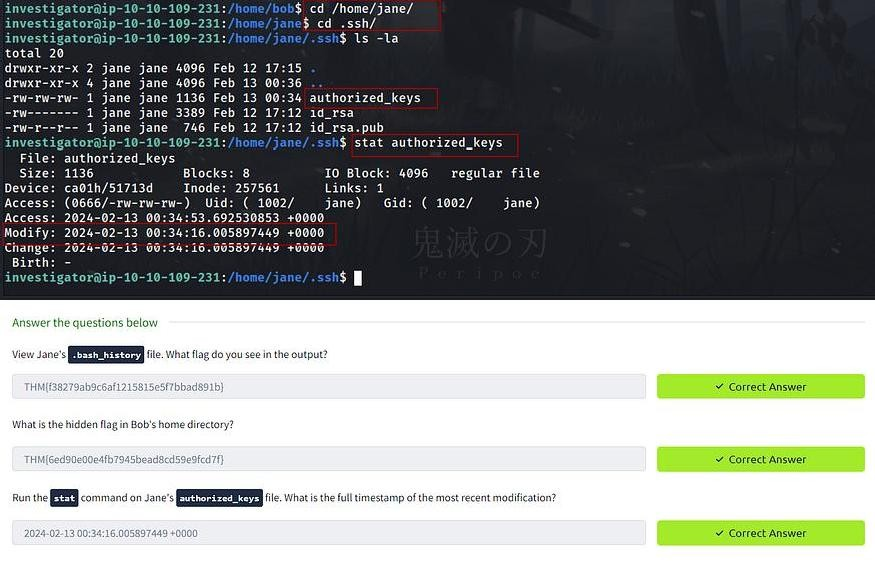 investigator@ip-10-10-109-231:/home/bob$ cd /home/jane/
investigator@ip-10-10-109-231:/home/jane$ cd .ssh/
investigator@ip-10-10-109-231:/home/jane/.ssh$ ls -la
total 20
drwxr-xr-x 2 jane jane 4096 Feb 12 17:15 .
drwxr-xr-x 4 jane jane 4096 Feb 13 00:36 ..
-rw-rw-rw- 1 jane jane 1136 Feb 13 00:34 authorized_keys
-rw------- 1 jane jane 3389 Feb 12 17:12 id_rsa
-rw-r--r-- 1 jane jane  746 Feb 12 17:12 id_rsa.pub
investigator@ip-10-10-109-231:/home/jane/.ssh$ stat authorized_keys
  File: authorized_keys
  Size: 1136            Blocks: 8          IO Block: 4096   regular file
Device: ca01h/51713d    Inode: 257561      Links: 1
Access: (0666/-rw-rw-rw-)  Uid: ( 1002/    jane)   Gid: ( 1002/    jane)
Access: 2024-02-13 00:34:53.692530853 +0000
Modify: 2024-02-13 00:34:16.005897449 +0000
Change: 2024-02-13 00:34:16.005897449 +0000
 Birth: -
investigator@ip-10-10-109-231:/home/jane/.ssh$
鬼滅の刃
Peripoc
Answer the questions below
View Jane's .bash_history file. What flag do you see in the output?
THM{f38279ab9c6af1215815e5f7bbad891b}
✓ Correct Answer
What is the hidden flag in Bob's home directory?
THM{6ed90e00e4fb7945bead8cd59e9fcd7f}
✓ Correct Answer
Run the stat command on Jane's authorized_keys file. What is the full timestamp of the most recent modification?
2024-02-13 00:34:16.005897449 +0000
✓ Correct Answer